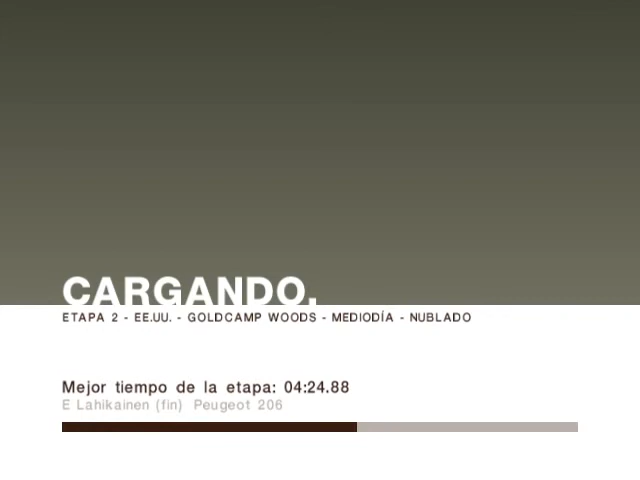 CARGANDO.
ETAPA 2 - EE.UU. - GOLDCAMP WOODS - MEDIODÍA - NUBLADO
Mejor tiempo de la etapa: 04:24.88
E Lahikainen (fin) Peugeot 206